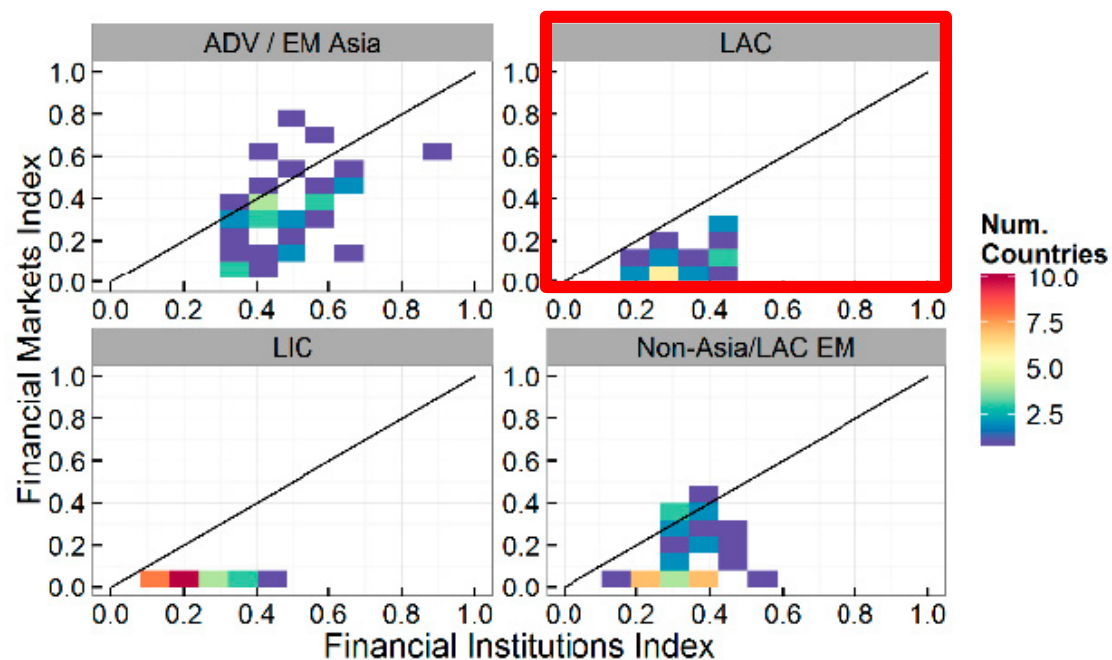 ADV / EM Asia
LAC
1.0
0.8
0.6
0.4
0.2
0.0
0.0 0.2 0.4 0.6 0.8 1.0
1.0
0.8
0.6
0.4
0.2
0.0
0.0 0.2 0.4 0.6 0.8 1.0
LIC
Non-Asia/LAC EM
1.0
0.8
0.6
0.4
0.2
0.0
0.0 0.2 0.4 0.6 0.8 1.0
1.0
0.8
0.6
0.4
0.2
0.0
0.0 0.2 0.4 0.6 0.8 1.0
Financial Markets Index
Financial Institutions Index
Num.
Countries
10.0
7.5
5.0
2.5